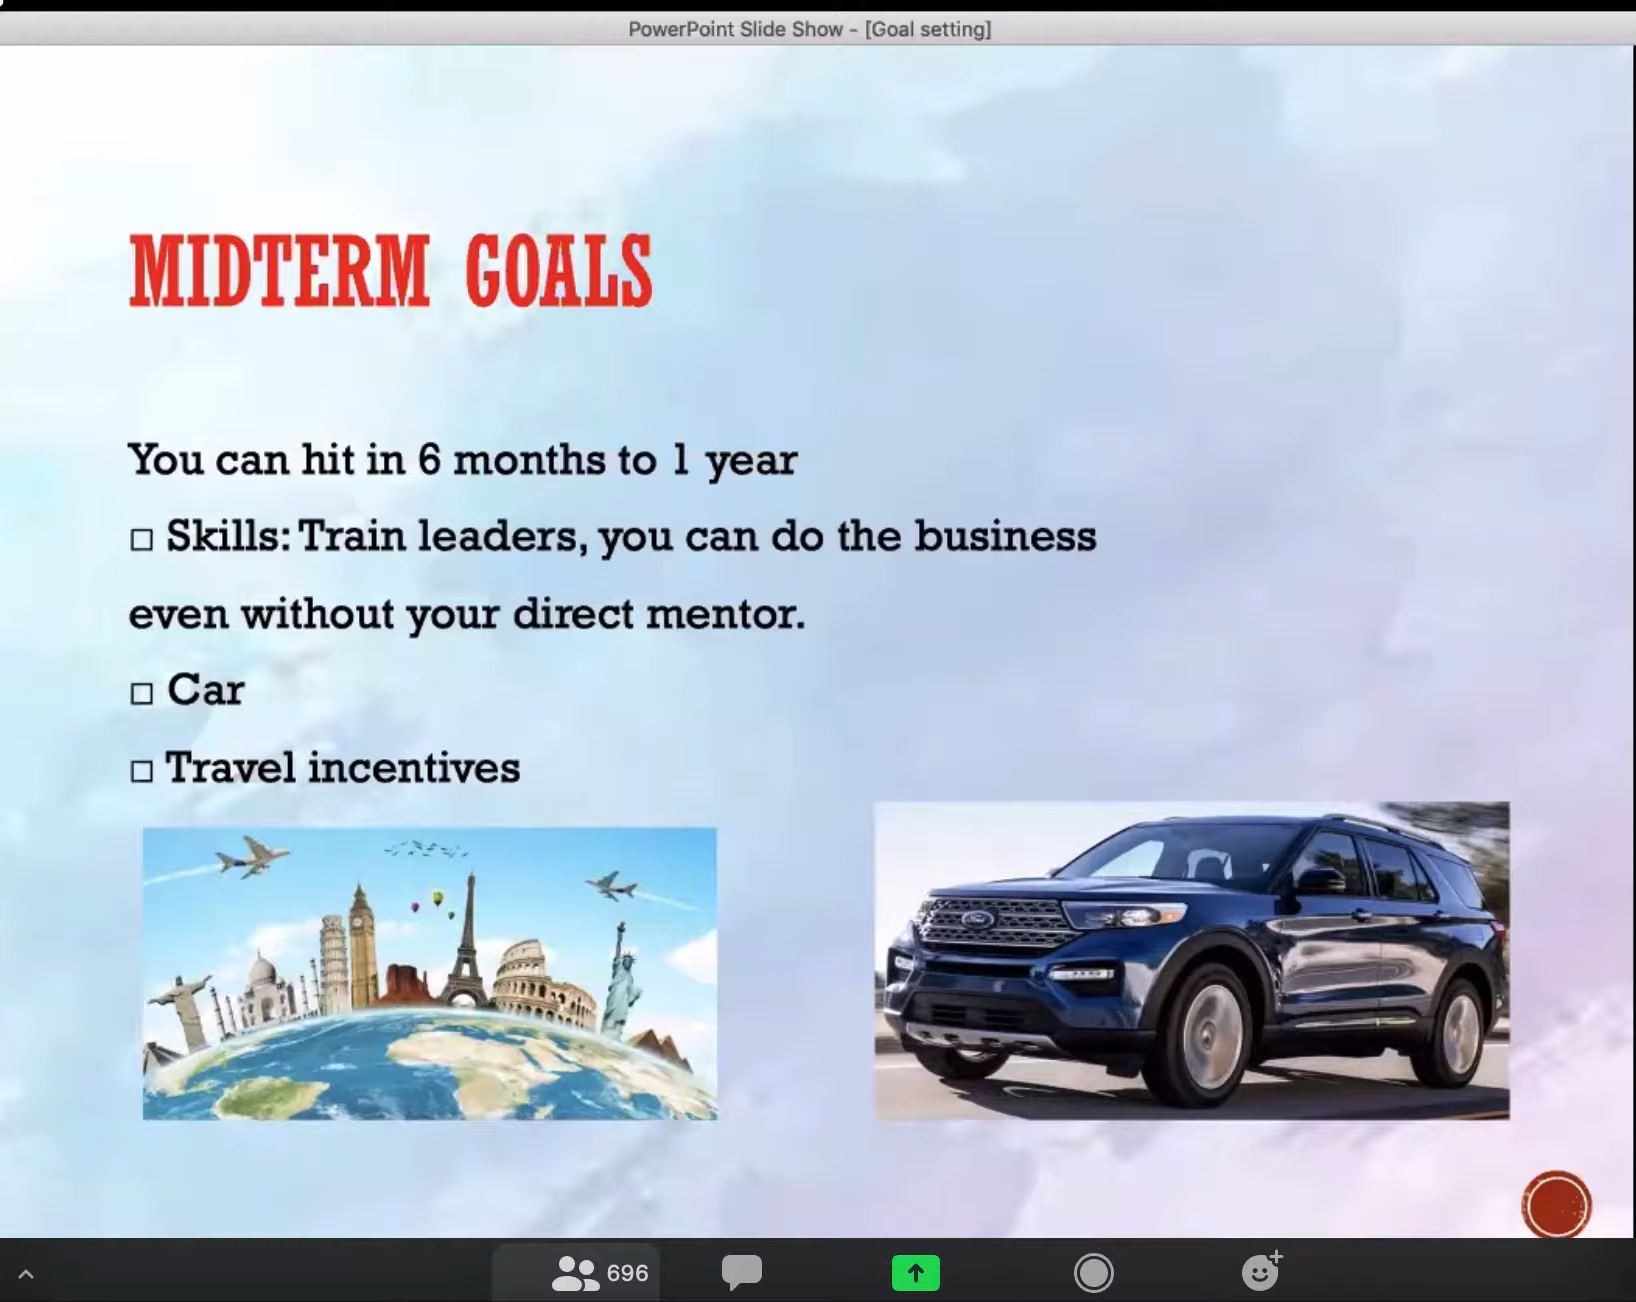 PowerPoint Slide Show - [Goal setting]
MIDTERM GOALS
You can hit in 6 months to 1 year
□ Skills: Train leaders, you can do the business
even without your direct mentor.
□ Car
□ Travel incentives
Ford
696